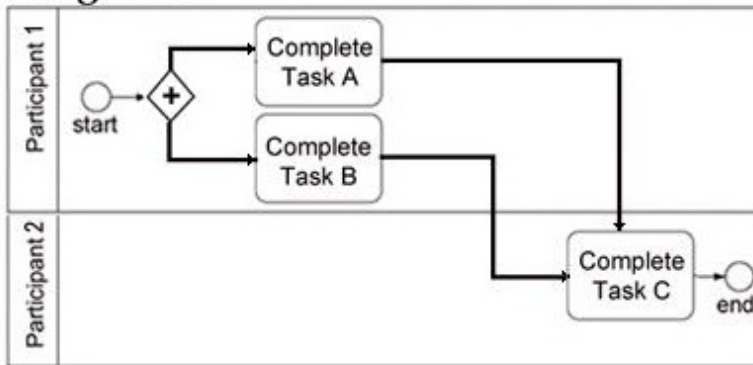 Participant 1
start
+
Complete
Task A
Complete
Task B
Participant 2
Complete
Task C
end